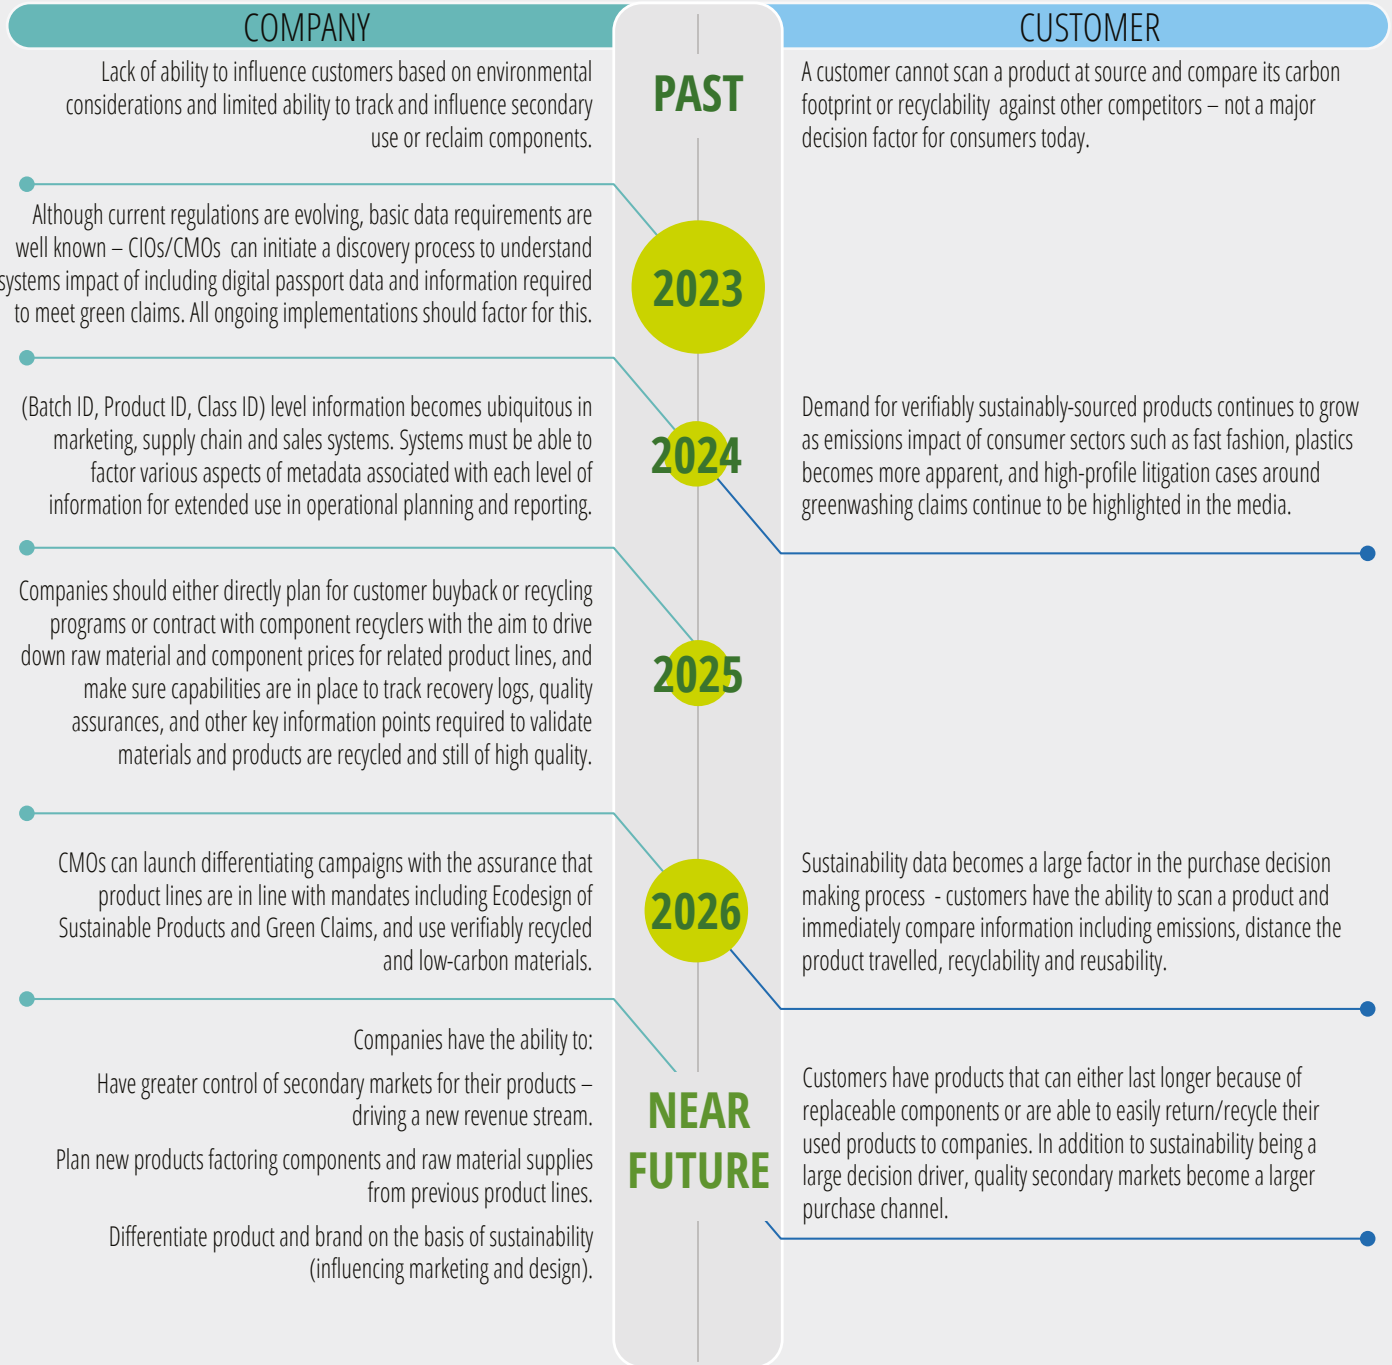 COMPANY
CUSTOMER
PAST
Lack of ability to influence customers based on environmental
considerations and limited ability to track and influence secondary
use or reclaim components.
A customer cannot scan a product at source and compare its carbon
footprint or recyclability against other competitors – not a major
decision factor for consumers today.
2023
Although current regulations are evolving, basic data requirements are
well known – CIOs/CMOs can initiate a discovery process to understand
systems impact of including digital passport data and information required
to meet green claims. All ongoing implementations should factor for this.
2024
(Batch ID, Product ID, Class ID) level information becomes ubiquitous in
marketing, supply chain and sales systems. Systems must be able to
factor various aspects of metadata associated with each level of
information for extended use in operational planning and reporting.
Demand for verifiably sustainably-sourced products continues to grow
as emissions impact of consumer sectors such as fast fashion, plastics
becomes more apparent, and high-profile litigation cases around
greenwashing claims continue to be highlighted in the media.
2025
Companies should either directly plan for customer buyback or recycling
programs or contract with component recyclers with the aim to drive
down raw material and component prices for related product lines, and
make sure capabilities are in place to track recovery logs, quality
assurances, and other key information points required to validate
materials and products are recycled and still of high quality.
2026
CMOs can launch differentiating campaigns with the assurance that
product lines are in line with mandates including Ecodesign of
Sustainable Products and Green Claims, and use verifiably recycled
and low-carbon materials.
Sustainability data becomes a large factor in the purchase decision
making process - customers have the ability to scan a product and
immediately compare information including emissions, distance the
product travelled, recyclability and reusability.
NEAR
FUTURE
Companies have the ability to:
Have greater control of secondary markets for their products –
driving a new revenue stream.
Plan new products factoring components and raw material supplies
from previous product lines.
Differentiate product and brand on the basis of sustainability
(influencing marketing and design).
Customers have products that can either last longer because of
replaceable components or are able to easily return/recycle their
used products to companies. In addition to sustainability being a
large decision driver, quality secondary markets become a larger
purchase channel.